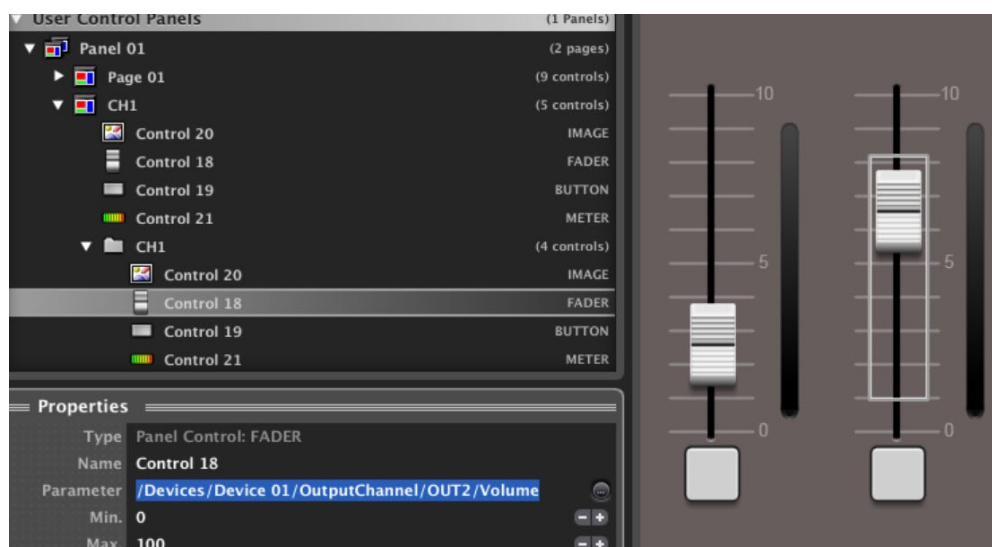 User Control Panels (1 Panels)
Panel 01 (2 pages)
Page 01 (9 controls)
CH1 (5 controls)
Control 20 IMAGE
Control 18 FADER
Control 19 BUTTON
Control 21 METER
CH1 (4 controls)
Control 20 IMAGE
Control 18 FADER
Control 19 BUTTON
Control 21 METER
Properties
Type Panel Control: FADER
Name Control 18
Parameter /Devices/Device 01/OutputChannel/OUT2/Volume
Min. 0
Max. 100
10 10
5 5
0 0